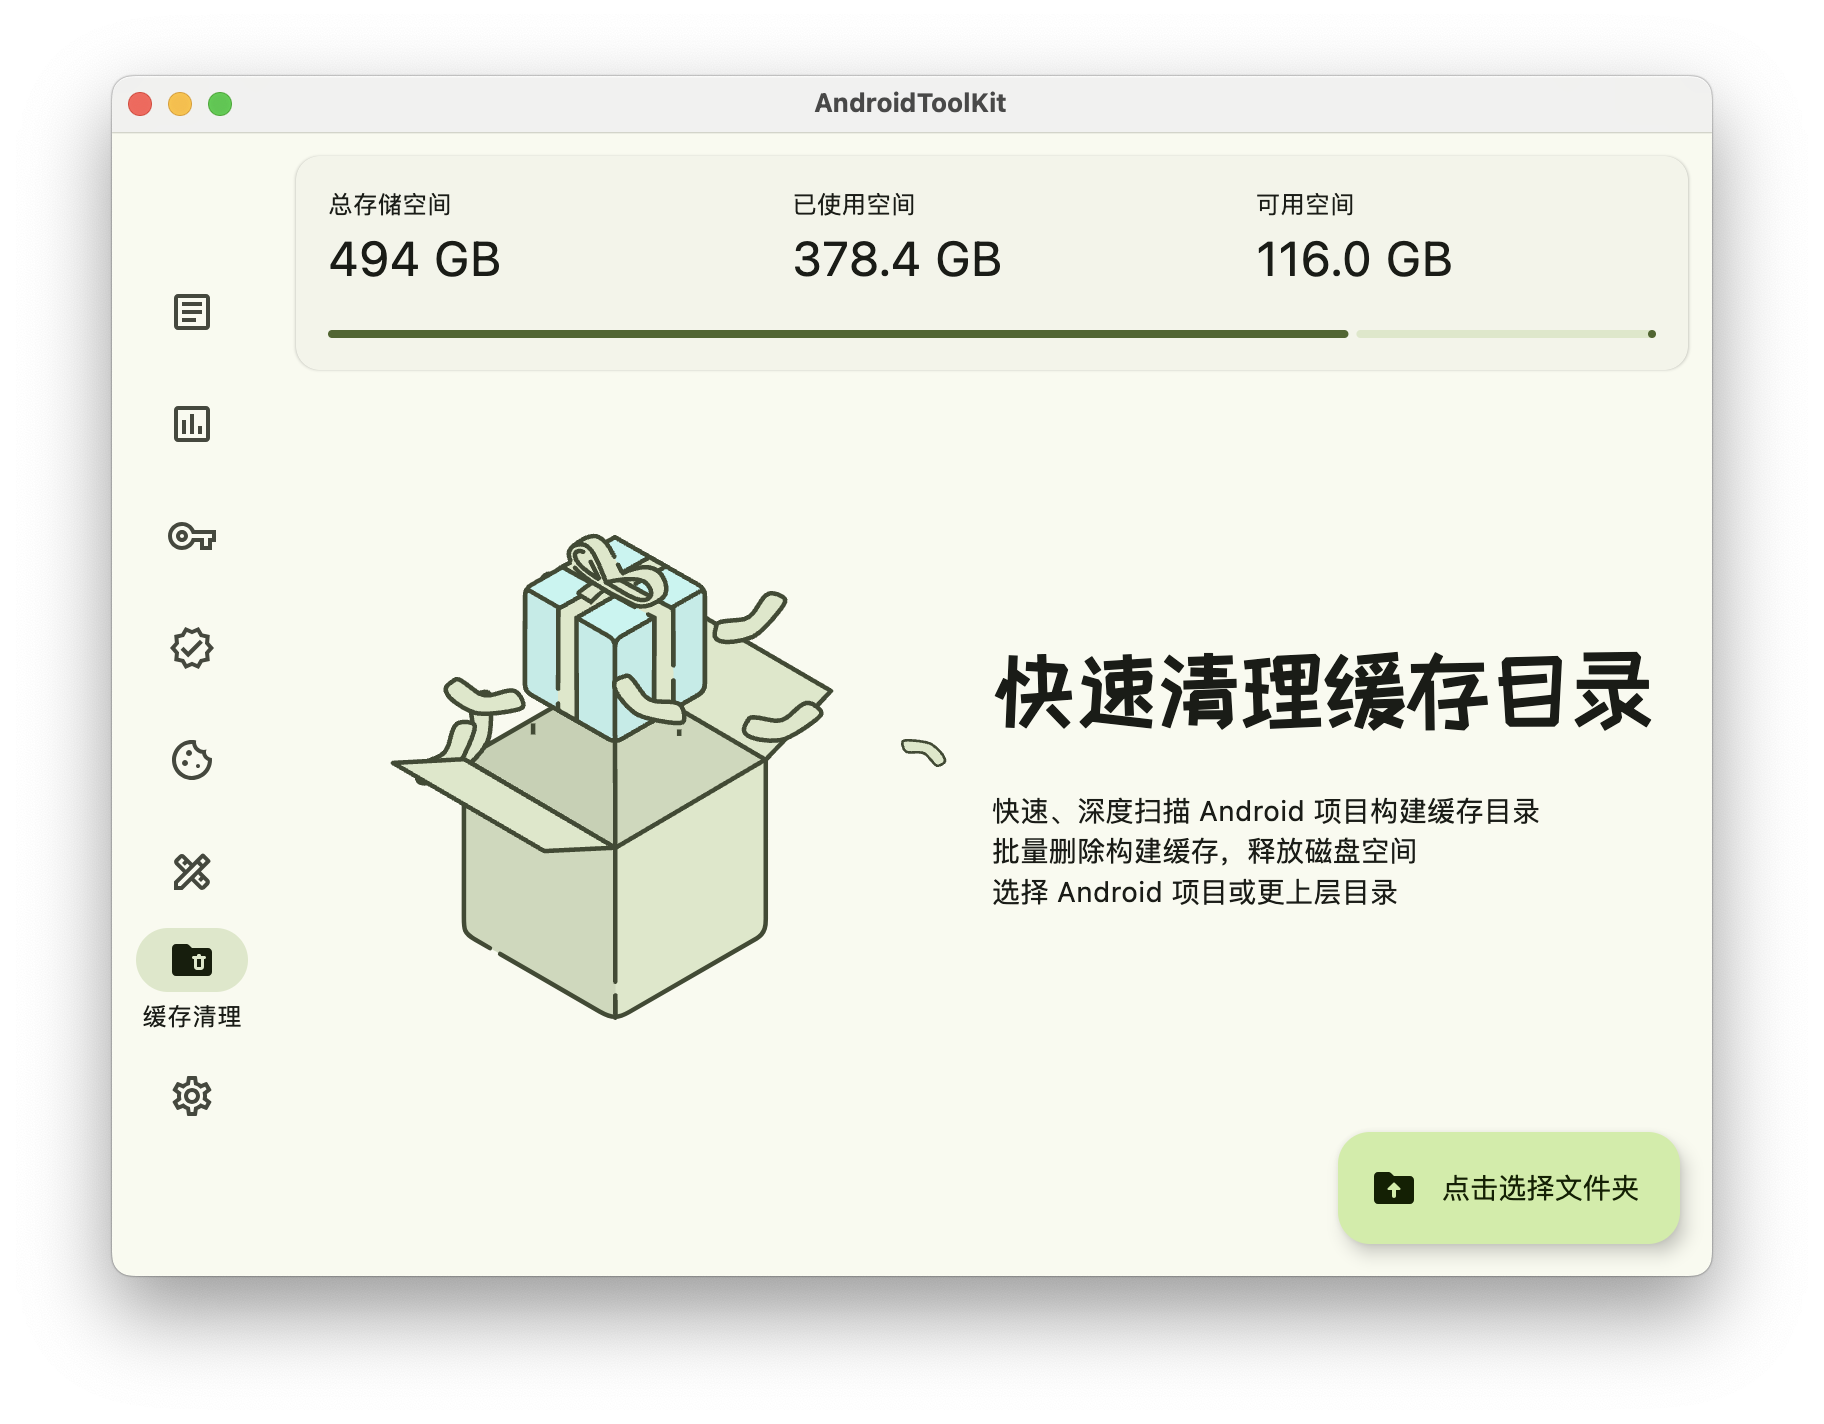 AndroidToolKit
总存储空间
494 GB
已使用空间
378.4 GB
可用空间
116.0 GB
快速清理缓存目录
快速、深度扫描 Android 项目构建缓存目录
批量删除构建缓存，释放磁盘空间
选择 Android 项目或更上层目录
缓存清理
点击选择文件夹